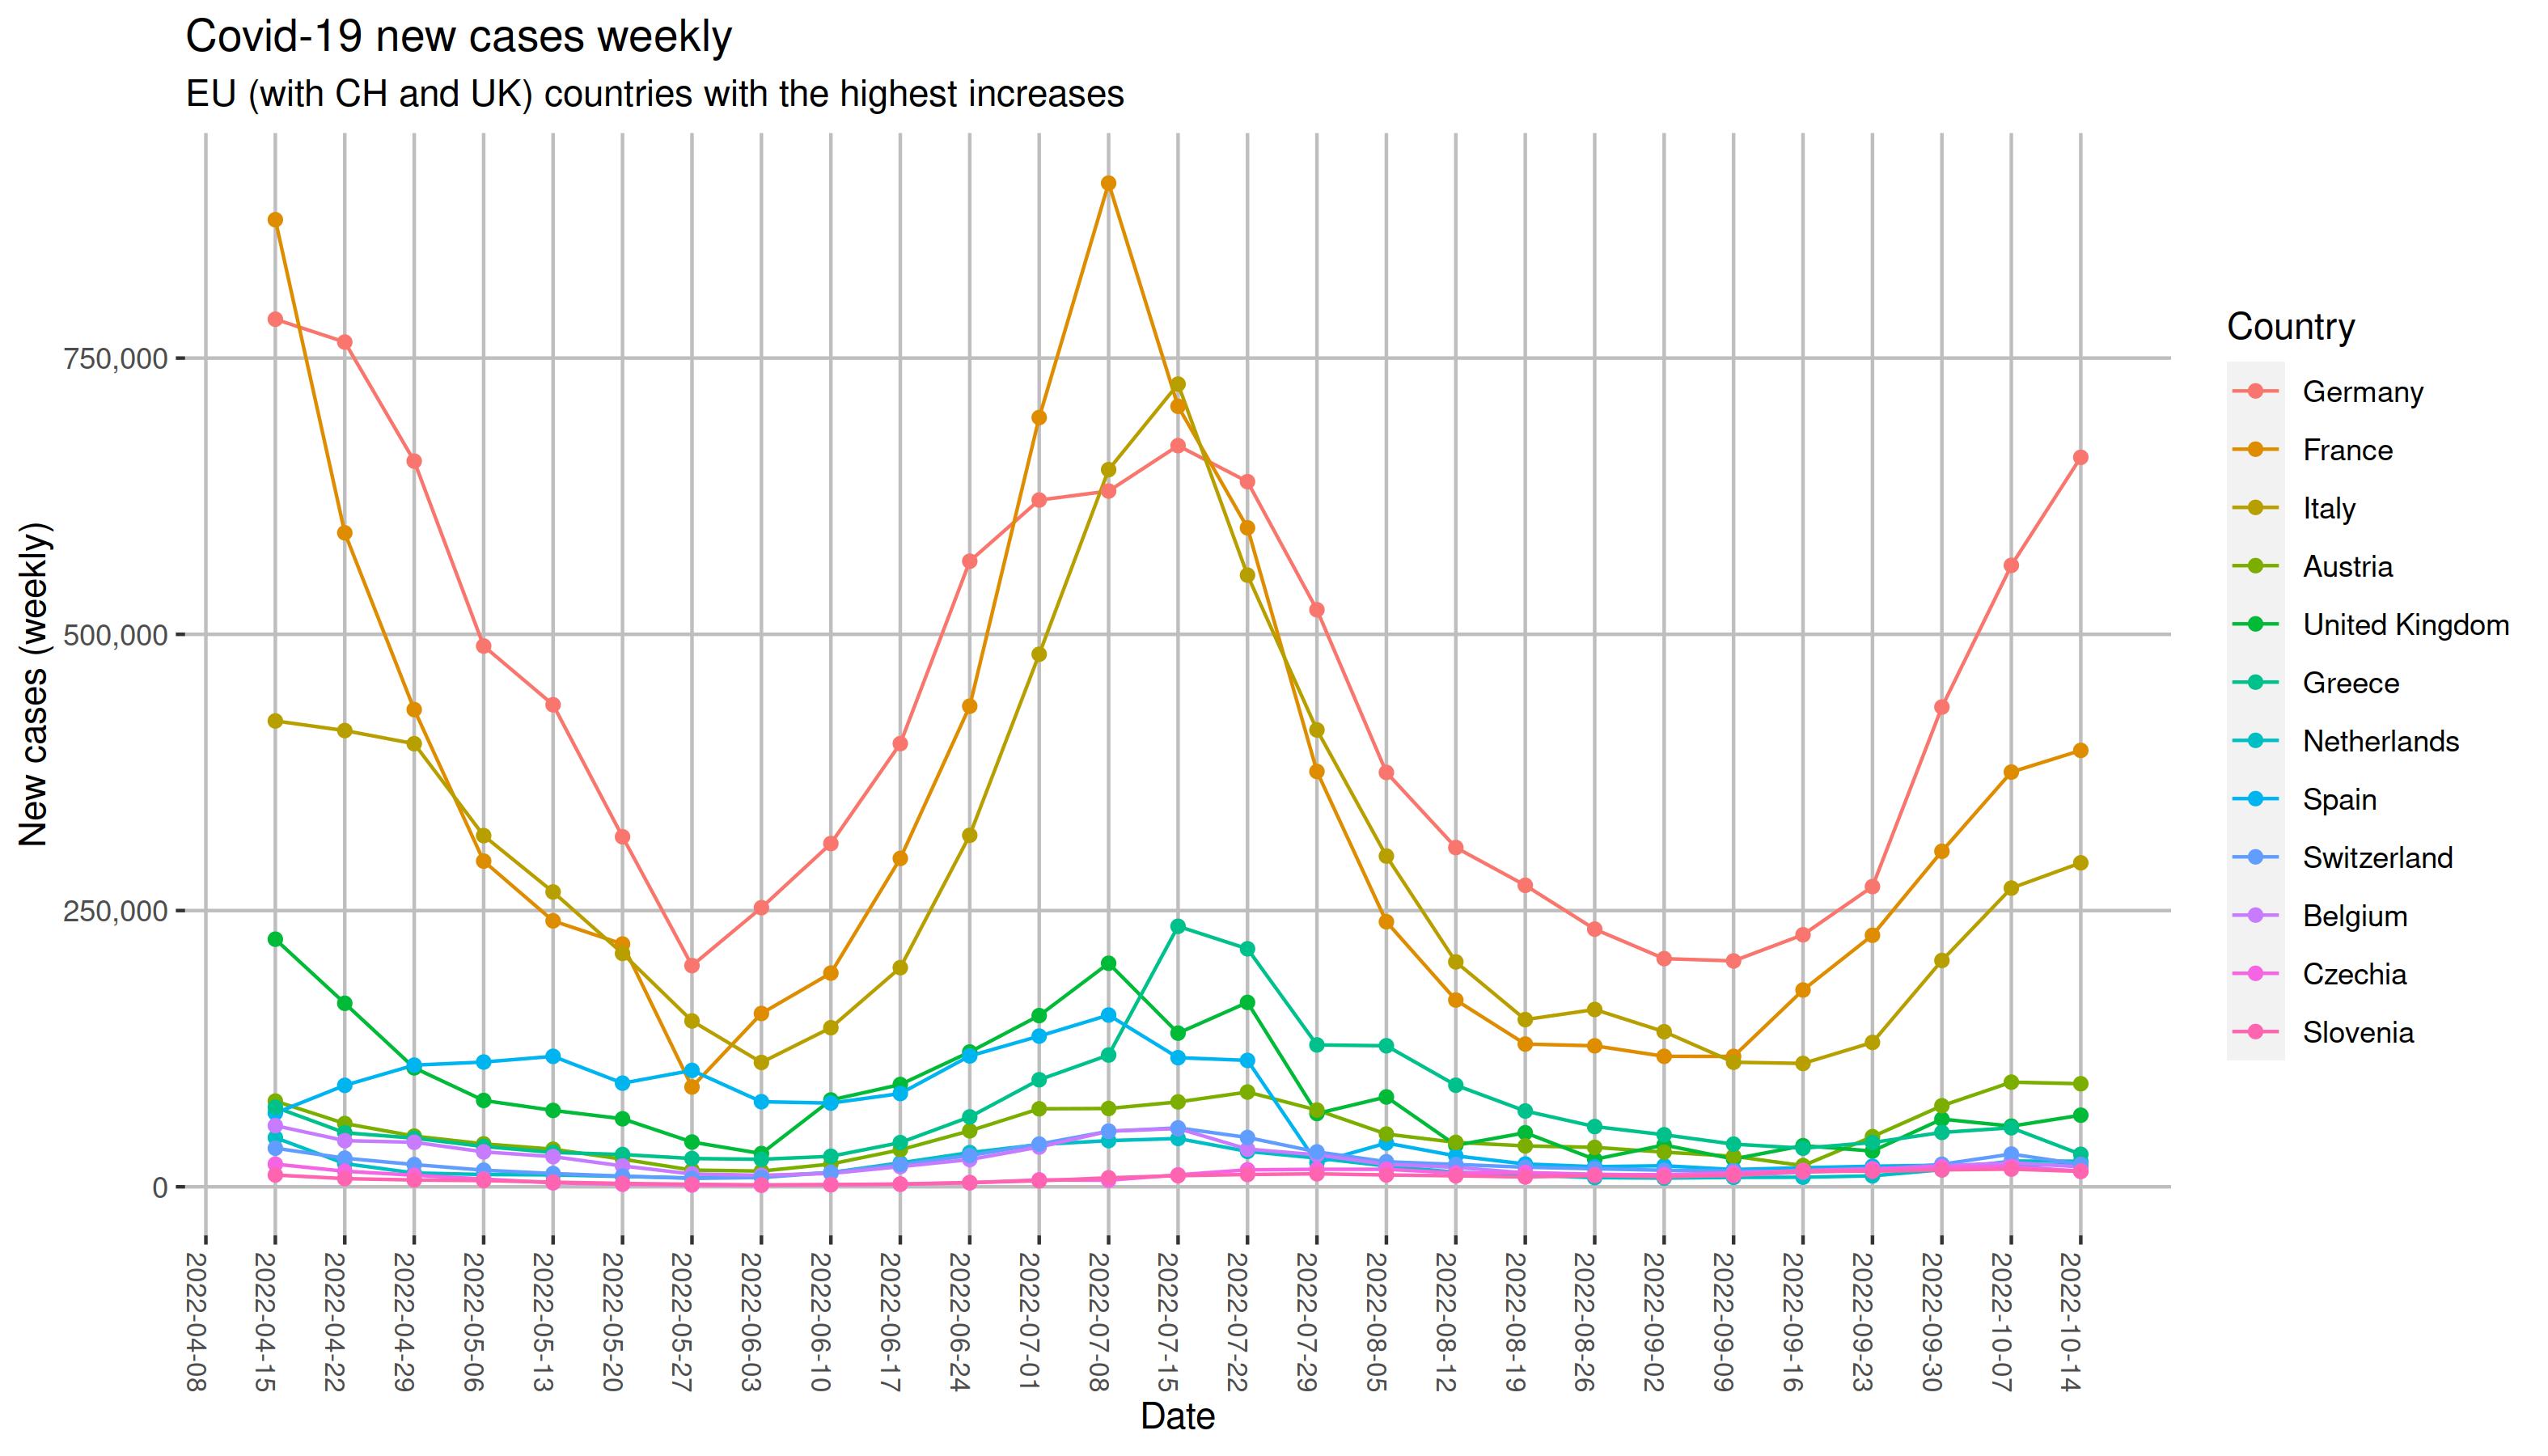 Covid-19 new cases weekly
EU (with CH and UK) countries with the highest increases
New cases (weekly)
750,000
500,000
250,000
0
2022-04-08
2022-04-15
2022-04-22
2022-04-29
2022-05-06
2022-05-13
2022-05-20
2022-05-27
2022-06-03
2022-06-10
2022-06-17
2022-06-24
2022-07-01
2022-07-08
2022-07-15
2022-07-22
2022-07-29
2022-08-05
2022-08-12
2022-08-19
2022-08-26
2022-09-02
2022-09-09
2022-09-16
2022-09-23
2022-09-30
2022-10-07
2022-10-14
Date
Country
Germany
France
Italy
Austria
United Kingdom
Greece
Netherlands
Spain
Switzerland
Belgium
Czechia
Slovenia